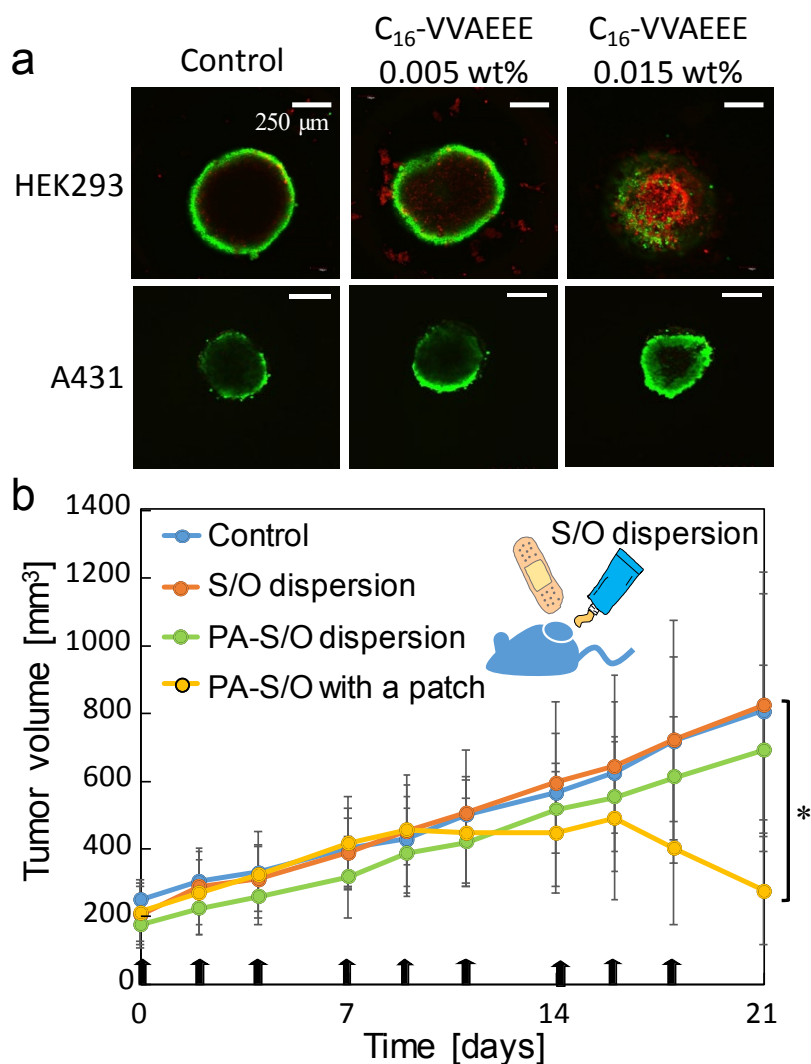 a
Control
C₁₆-VVAEEE
0.005 wt%
C₁₆-VVAEEE
0.015 wt%
250 μm
HEK293
A431
b
1400
1200
1000
800
600
400
200
0
Tumor volume [mm³]
Control
S/O dispersion
PA-S/O dispersion
PA-S/O with a patch
S/O dispersion
*
0
7
14
21
Time [days]